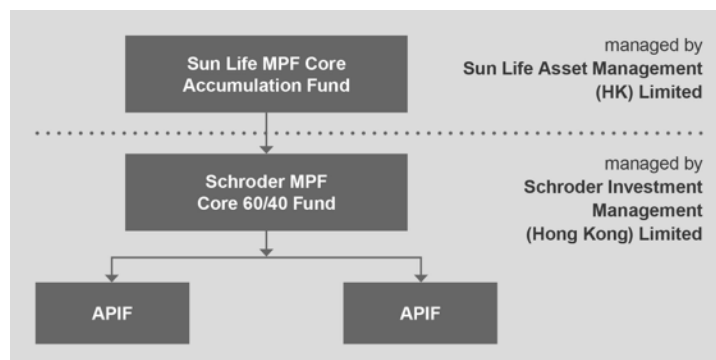 Sun Life MPF Core
Accumulation Fund
managed by
Sun Life Asset Management
(HK) Limited
Schroder MPF
Core 60/40 Fund
managed by
Schroder Investment
Management
(Hong Kong) Limited
APIF
APIF